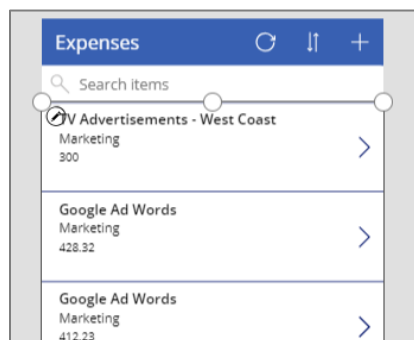 Expenses
Search items
TV Advertisements - West Coast
Marketing
300
Google Ad Words
Marketing
428.32
Google Ad Words
Marketing
412.23